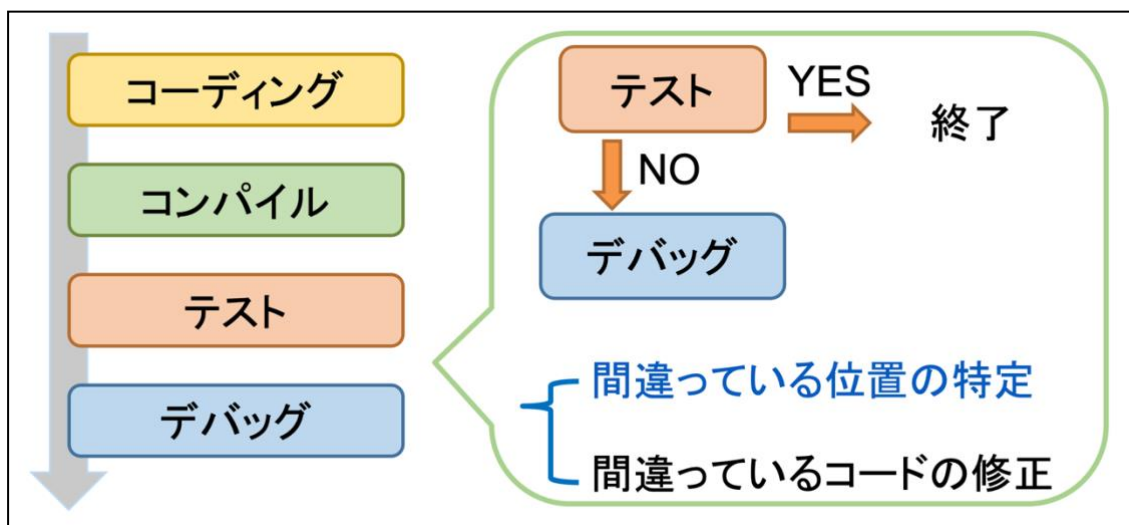 コーディング
コンパイル
テスト
デバッグ
テスト
YES
終了
NO
デバッグ
間違っている位置の特定
間違っているコードの修正